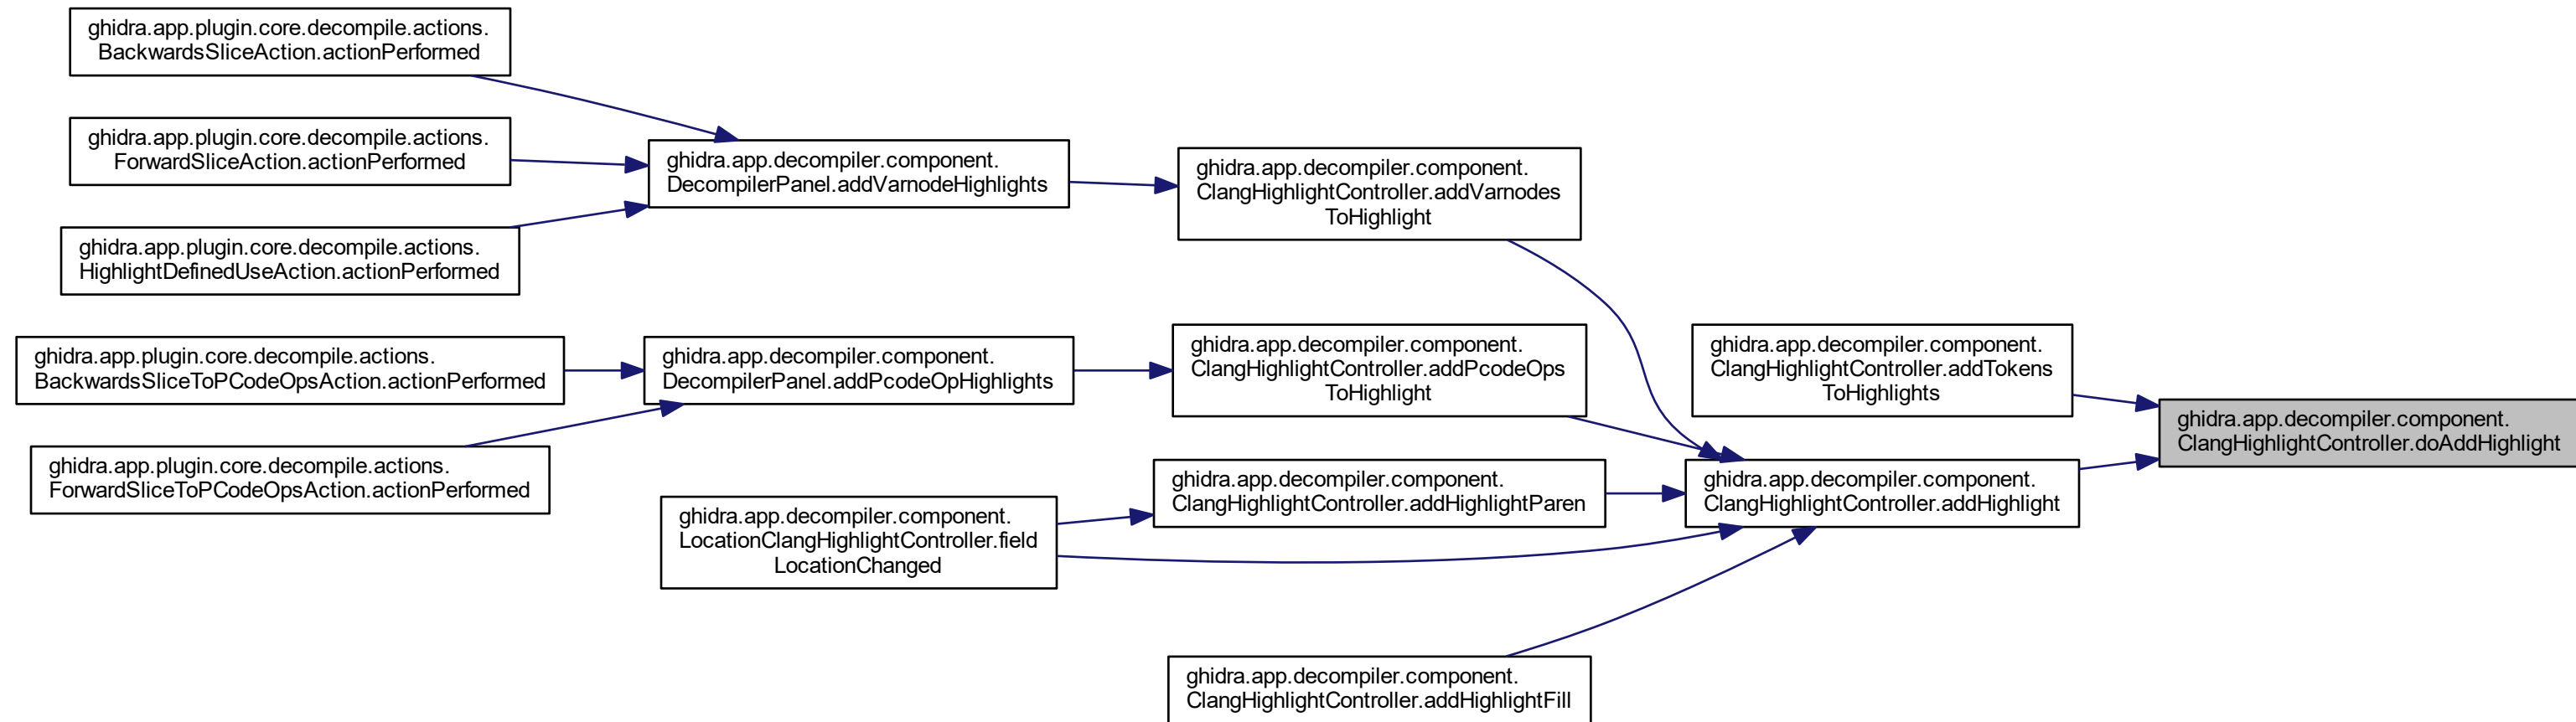 ghidra.app.plugin.core.decompile.actions.
BackwardsSliceAction.actionPerformed
ghidra.app.plugin.core.decompile.actions.
ForwardSliceAction.actionPerformed
ghidra.app.plugin.core.decompile.actions.
HighlightDefinedUseAction.actionPerformed
ghidra.app.plugin.core.decompile.actions.
BackwardsSliceToPCodeOpsAction.actionPerformed
ghidra.app.plugin.core.decompile.actions.
ForwardSliceToPCodeOpsAction.actionPerformed
ghidra.app.decompiler.component.
DecompilerPanel.addVarnodeHighlights
ghidra.app.decompiler.component.
DecompilerPanel.addPcodeOpHighlights
ghidra.app.decompiler.component.
LocationClangHighlightController.field
LocationChanged
ghidra.app.decompiler.component.
ClangHighlightController.addVarnodes
ToHighlight
ghidra.app.decompiler.component.
ClangHighlightController.addPcodeOps
ToHighlight
ghidra.app.decompiler.component.
ClangHighlightController.addHighlightParen
ghidra.app.decompiler.component.
ClangHighlightController.addHighlightFill
ghidra.app.decompiler.component.
ClangHighlightController.addTokens
ToHighlights
ghidra.app.decompiler.component.
ClangHighlightController.addHighlight
ghidra.app.decompiler.component.
ClangHighlightController.doAddHighlight